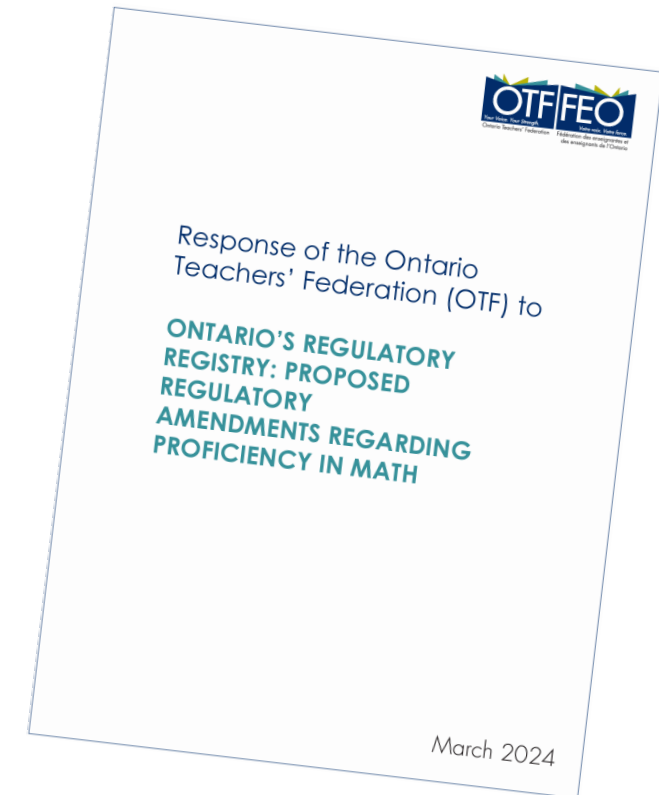 OTF FEO
Your Voice. Your Strength. Votre voix. Votre force.
Ontario Teachers' Federation Fédération des enseignantes et
des enseignants de l'Ontario
Response of the Ontario
Teachers' Federation (OTF) to
ONTARIO'S REGULATORY
REGISTRY: PROPOSED
REGULATORY
AMENDMENTS REGARDING
PROFICIENCY IN MATH
March 2024